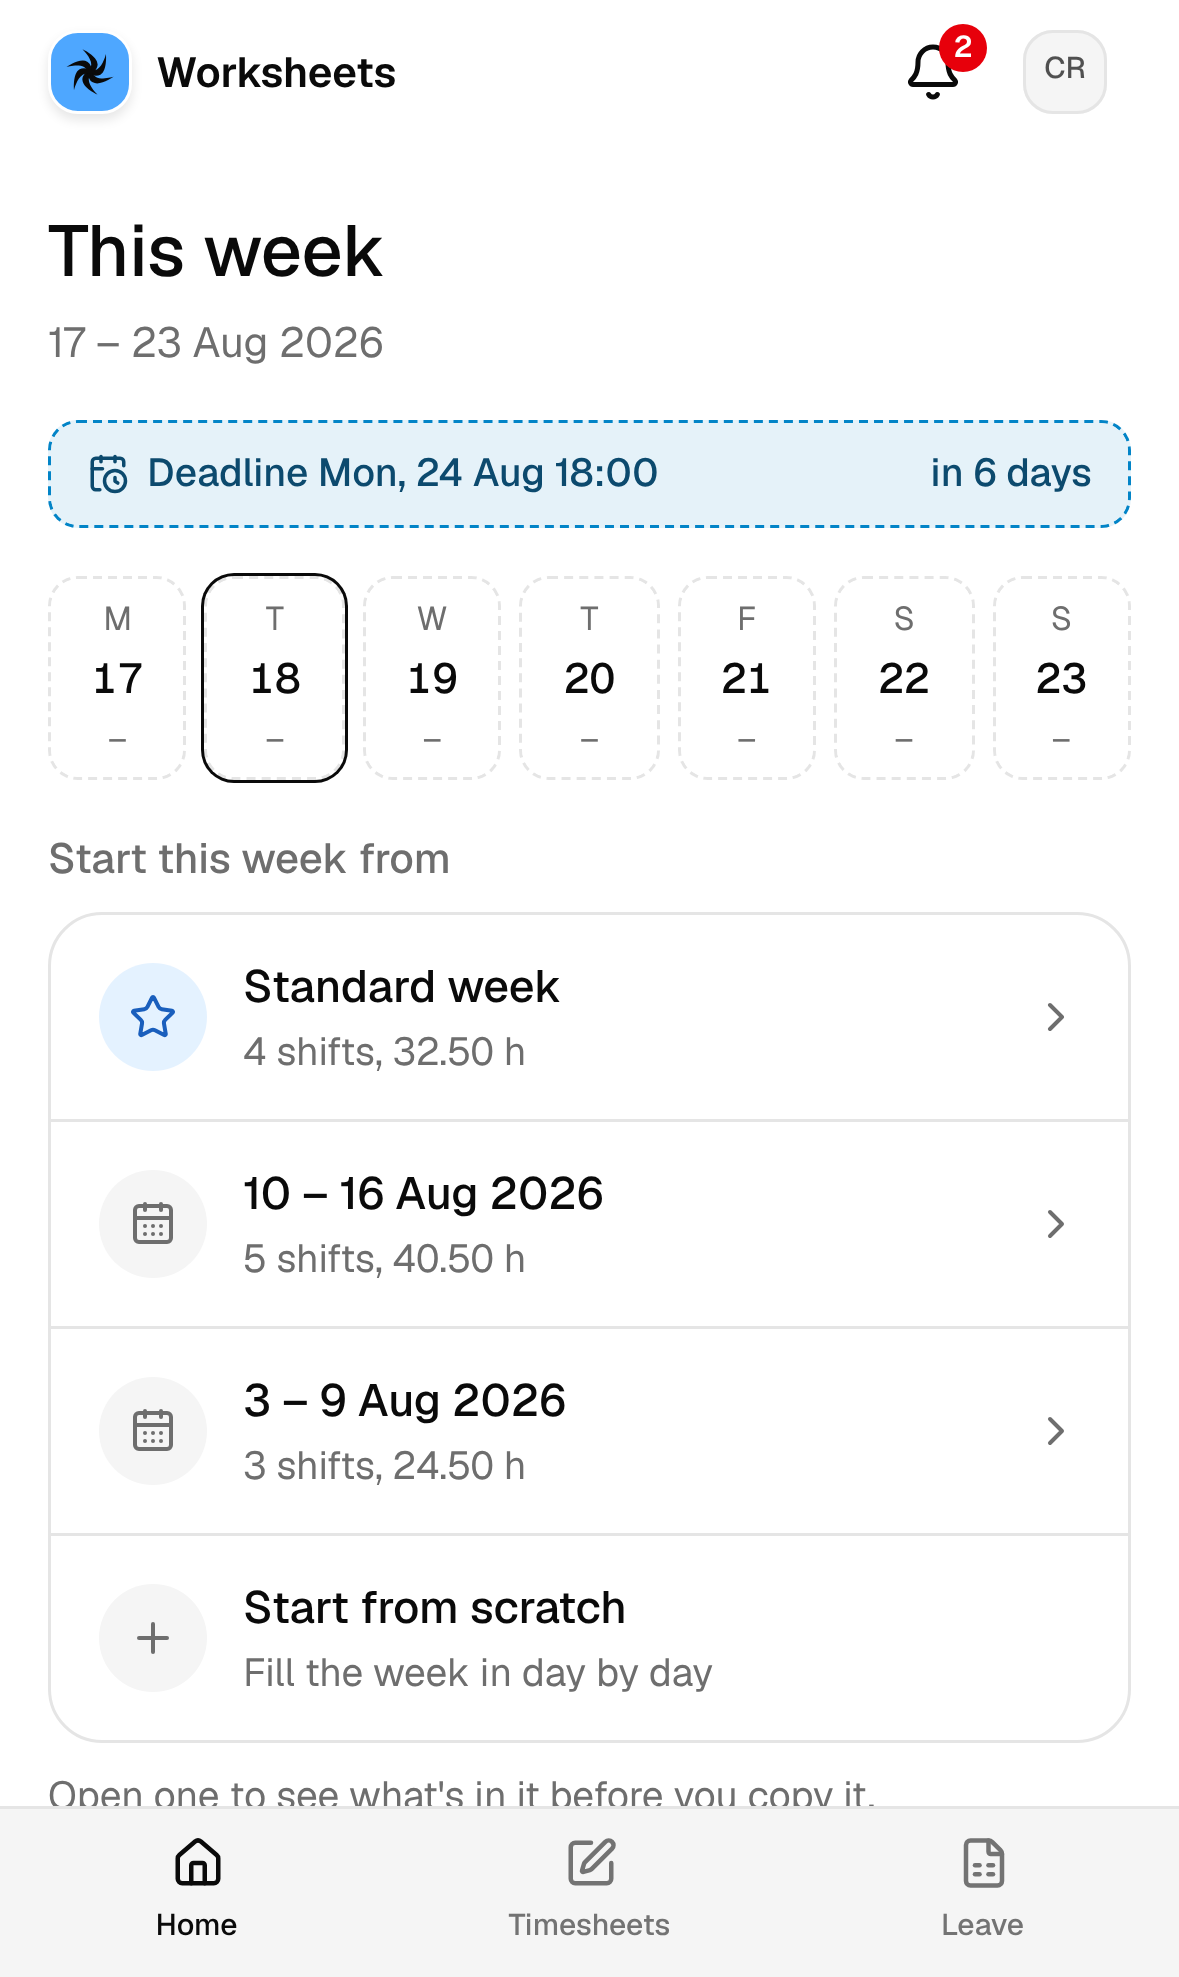 Worksheets
2
CR
This week
17 – 23 Aug 2026
Deadline Mon, 24 Aug 18:00 in 6 days
M T W T F S S
17 18 19 20 21 22 23
– – – – – – –
Start this week from
Standard week
4 shifts, 32.50 h
10 – 16 Aug 2026
5 shifts, 40.50 h
3 – 9 Aug 2026
3 shifts, 24.50 h
Start from scratch
Fill the week in day by day
Open one to see what's in it before you copy it.
Home Timesheets Leave